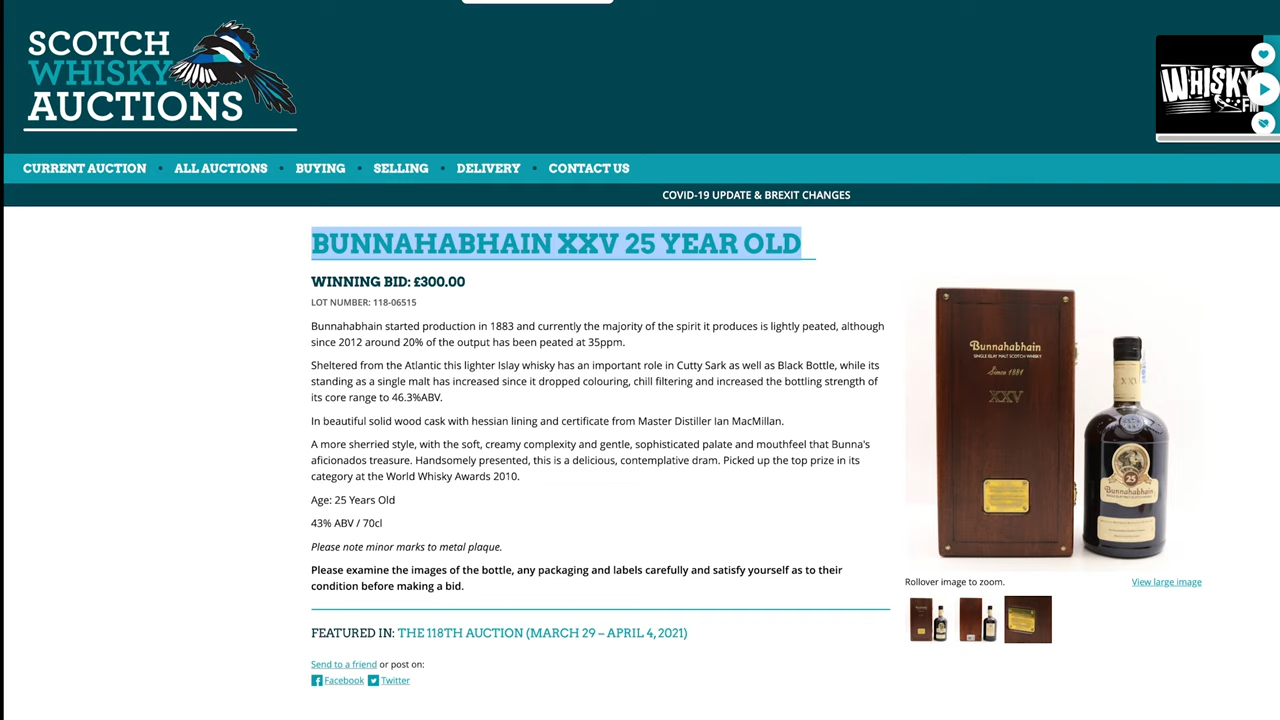 SCOTCH
WHISKY
AUCTIONS
WHISKY
FM
CURRENT AUCTION • ALL AUCTIONS • BUYING • SELLING • DELIVERY • CONTACT US
COVID-19 UPDATE & BREXIT CHANGES
BUNNAHABHAIN XXV 25 YEAR OLD
WINNING BID: £300.00
LOT NUMBER: 118-06515
Bunnahabhain started production in 1883 and currently the majority of the spirit it produces is lightly peated, although
since 2012 around 20% of the output has been peated at 35ppm.
Sheltered from the Atlantic this lighter Islay whisky has an important role in Cutty Sark as well as Black Bottle, while its
standing as a single malt has increased since it dropped colouring, chill filtering and increased the bottling strength of
its core range to 46.3%ABV.
In beautiful solid wood cask with hessian lining and certificate from Master Distiller Ian MacMillan.
A more sherried style, with the soft, creamy complexity and gentle, sophisticated palate and mouthfeel that Bunna's
aficionados treasure. Handsomely presented, this is a delicious, contemplative dram. Picked up the top prize in its
category at the World Whisky Awards 2010.
Age: 25 Years Old
43% ABV / 70cl
Please note minor marks to metal plaque.
Please examine the images of the bottle, any packaging and labels carefully and satisfy yourself as to their
condition before making a bid.
FEATURED IN: THE 118TH AUCTION (MARCH 29 – APRIL 4, 2021)
Send to a friend or post on:
Facebook Twitter
Bunnahabhain
SINGLE ISLAY MALT SCOTCH WHISKY
Since 1881
XXV
XXV
25
Bunnahabhain
Rollover image to zoom. View large image